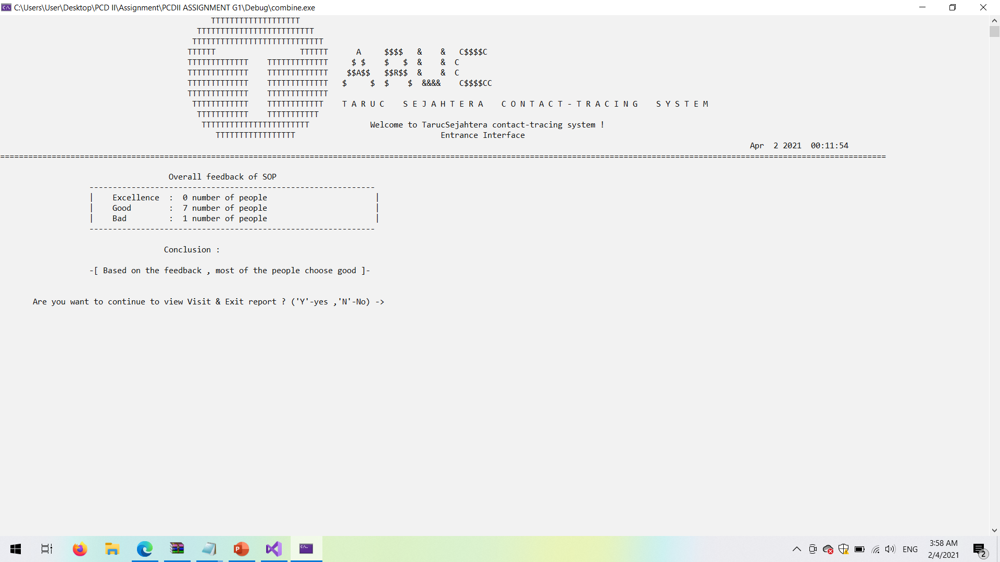 C:\Users\User\Desktop\PCD II\Assignment\PCDII ASSIGNMENT G1\Debug\combine.exe
TTTTTTTTTTTTTTTTTTT
TTTTTTTTTTTTTTTTTTTTTTTTT
TTTTTTTTTTTTTTTTTTTTTTTTTTTT
TTTTTT                  TTTTTT      A     $$$$   &    &   C$$$$C
TTTTTTTTTTTTT    TTTTTTTTTTTTT     $ $    $   $  &    &  C
TTTTTTTTTTTTT    TTTTTTTTTTTTT    $$A$$   $$R$$  &    &  C
TTTTTTTTTTTTT    TTTTTTTTTTTTT   $     $  $    $  &&&&    C$$$$CC
TTTTTTTTTTTTT    TTTTTTTTTTTTT
TTTTTTTTTTTT    TTTTTTTTTTTT    T A R U C    S E J A H T E R A    C O N T A C T - T R A C I N G    S Y S T E M
TTTTTTTTTTT    TTTTTTTTTTT
TTTTTTTTTTTTTTTTTTTTTTT             Welcome to TarucSejahtera contact-tracing system !
TTTTTTTTTTTTTTTTT                               Entrance Interface
Apr  2 2021  00:11:54
=============================================================================================================================================================================================
Overall feedback of SOP
-------------------------------------------------------------
|    Excellence  :  0 number of people                       |
|    Good        :  7 number of people                       |
|    Bad         :  1 number of people                       |
-------------------------------------------------------------
Conclusion :
-[ Based on the feedback , most of the people choose good ]-
Are you want to continue to view Visit & Exit report ? ('Y'-yes ,'N'-No) ->
ENG
3:58 AM
2/4/2021
2